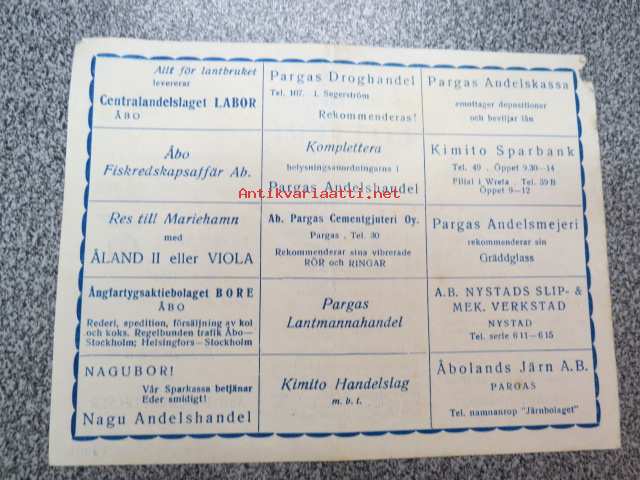 Allt för lantbruket
levererar
Centralandelslaget LABOR
ÅBO
Åbo
Fiskredskapsaffär Ab.
Res till Mariehamn
med
ÅLAND II eller VIOLA
Ångfartygsaktiebolaget BORE
ÅBO
Rederi, spedition, försäljning av kol
och koks. Regelbunden trafik Åbo—
Stockholm; Helsingfors—Stockholm
NAGUBOR!
Vår Sparkassa betjänar
Eder smidigt!
Nagu Andelshandel
Pargas Droghandel
Tel. 107. I. Segerström
Rekommenderas!
Komplettera
belysningsanordningarna i
Pargas Andelshandel
Antikvariaatti.net
Ab. Pargas Cementgjuteri Oy.
Pargas . Tel. 30
Rekommenderar sina vibrerade
RÖR och RINGAR
Pargas
Lantmannahandel
Kimito Handelslag
m. b. t.
Pargas Andelskassa
emottager depositioner
och beviljar lån
Kimito Sparbank
Tel. 49 . Öppet 9.30—14
Filial i Wreta . Tel. 39 B
Öppet 9—12
Pargas Andelsmejeri
rekommenderar sin
Gräddglass
A.B. NYSTADS SLIP- &
MEK. VERKSTAD
NYSTAD
Tel. serie 611—615
Åbolands Järn A.B.
PARGAS
Tel. namnanrop "Järnbolaget"